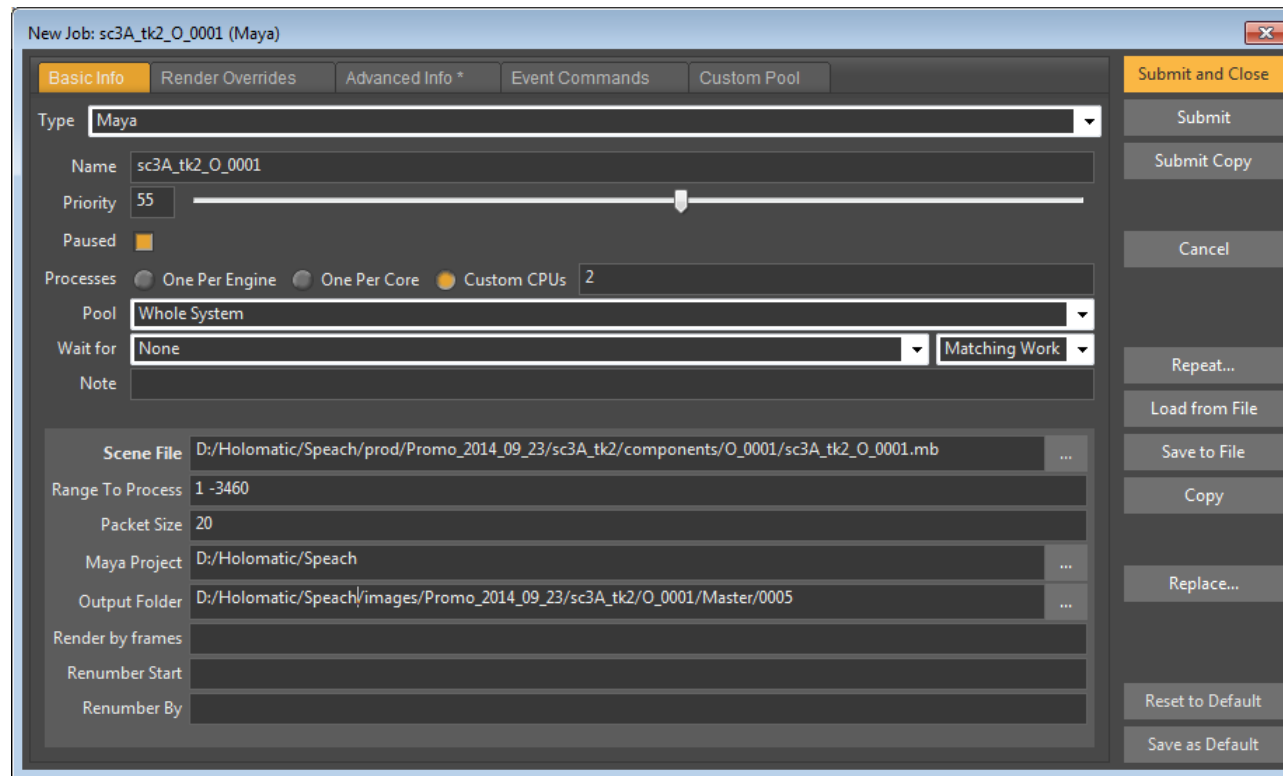 New Job: sc3A_tk2_O_0001 (Maya)
Basic Info Render Overrides Advanced Info * Event Commands Custom Pool
Type Maya
Name sc3A_tk2_O_0001
Priority 55
Paused
Processes One Per Engine One Per Core Custom CPUs 2
Pool Whole System
Wait for None Matching Work
Note
Scene File D:/Holomatic/Speach/prod/Promo_2014_09_23/sc3A_tk2/components/O_0001/sc3A_tk2_O_0001.mb ...
Range To Process 1 -3460
Packet Size 20
Maya Project D:/Holomatic/Speach ...
Output Folder D:/Holomatic/Speach/images/Promo_2014_09_23/sc3A_tk2/O_0001/Master/0005 ...
Render by frames
Renumber Start
Renumber By
Submit and Close
Submit
Submit Copy
Cancel
Repeat...
Load from File
Save to File
Copy
Replace...
Reset to Default
Save as Default